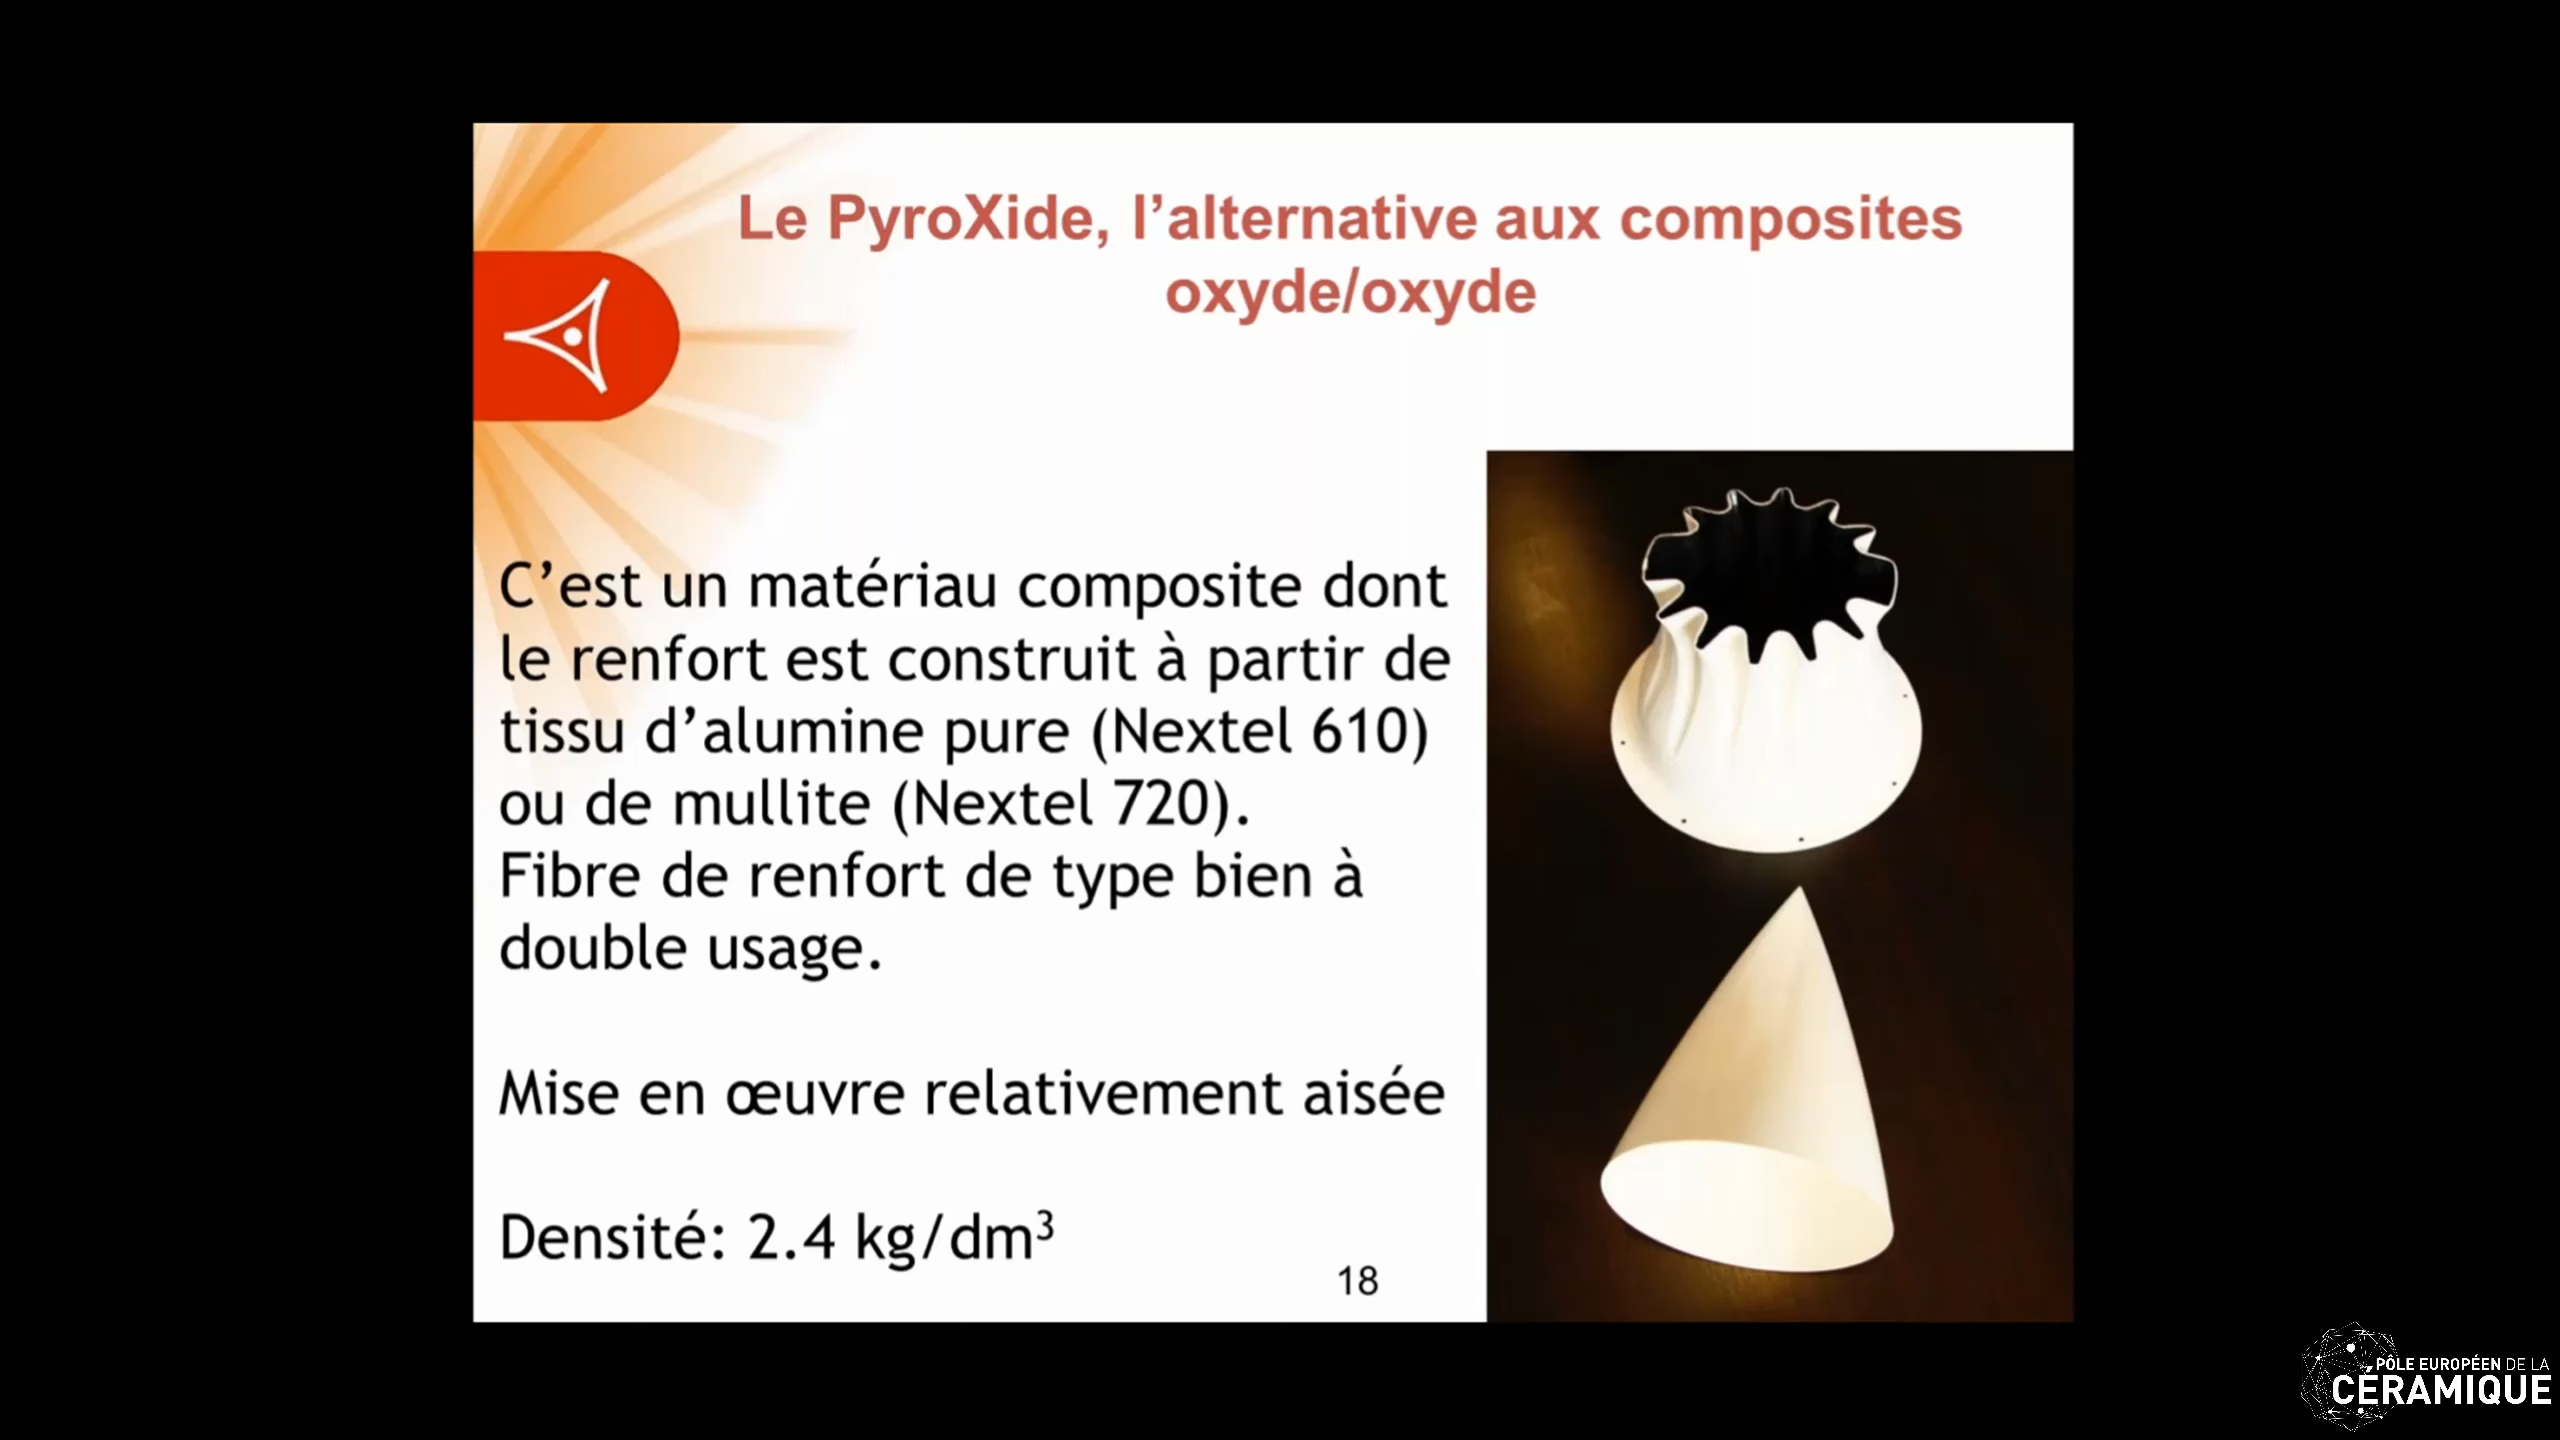 Le PyroXide, l’alternative aux composites
oxyde/oxyde
C’est un matériau composite dont
le renfort est construit à partir de
tissu d’alumine pure (Nextel 610)
ou de mullite (Nextel 720).
Fibre de renfort de type bien à
double usage.
Mise en œuvre relativement aisée
Densité: 2.4 kg/dm³
18
PÔLE EUROPÉEN DE LA
CÉRAMIQUE